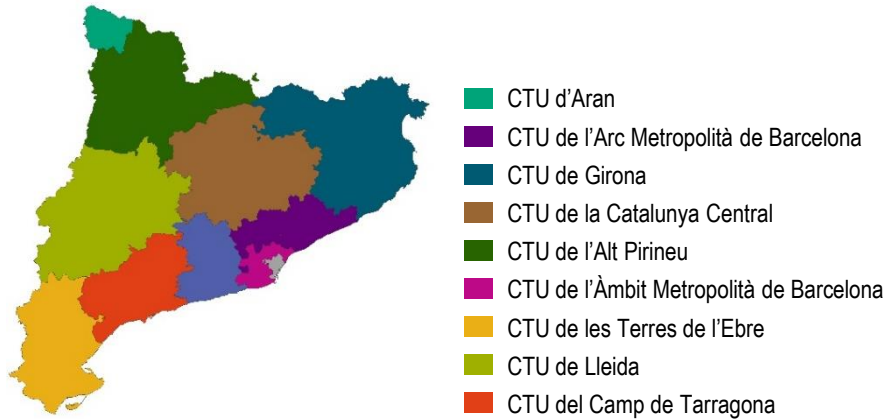 CTU d’Aran
CTU de l’Arc Metropolità de Barcelona
CTU de Girona
CTU de la Catalunya Central
CTU de l’Alt Pirineu
CTU de l’Àmbit Metropolità de Barcelona
CTU de les Terres de l’Ebre
CTU de Lleida
CTU del Camp de Tarragona